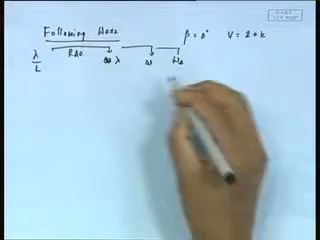 Following Wave β = 0° V = 20 k
λ/L RAO λ ω ωe